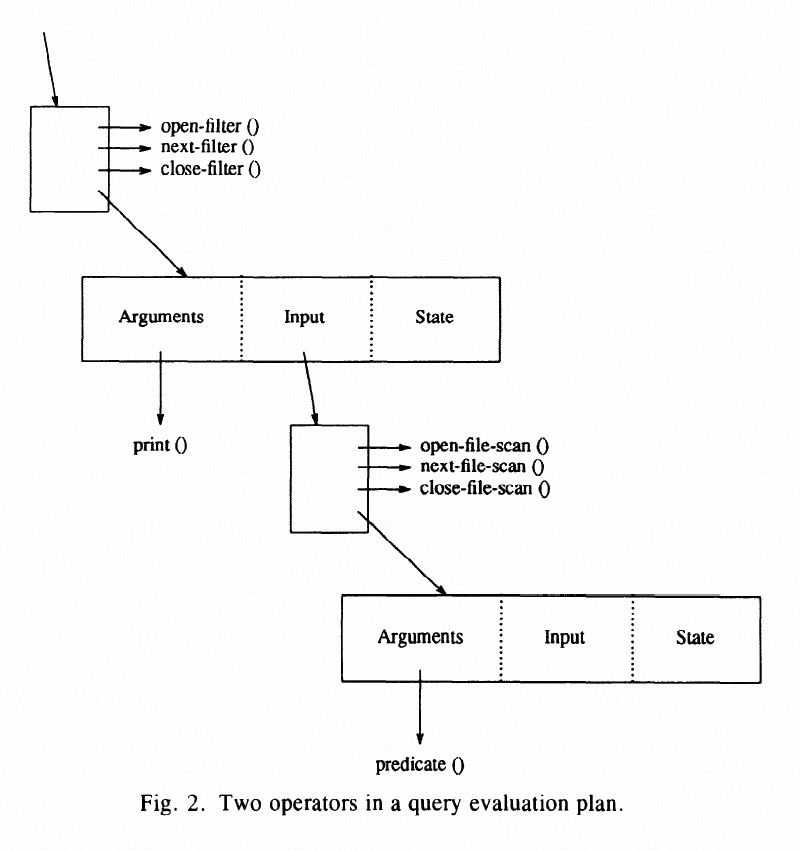 open-filter ()
next-filter ()
close-filter ()
Arguments Input State
print ()
open-file-scan ()
next-file-scan ()
close-file-scan ()
Arguments Input State
predicate ()
Fig. 2. Two operators in a query evaluation plan.